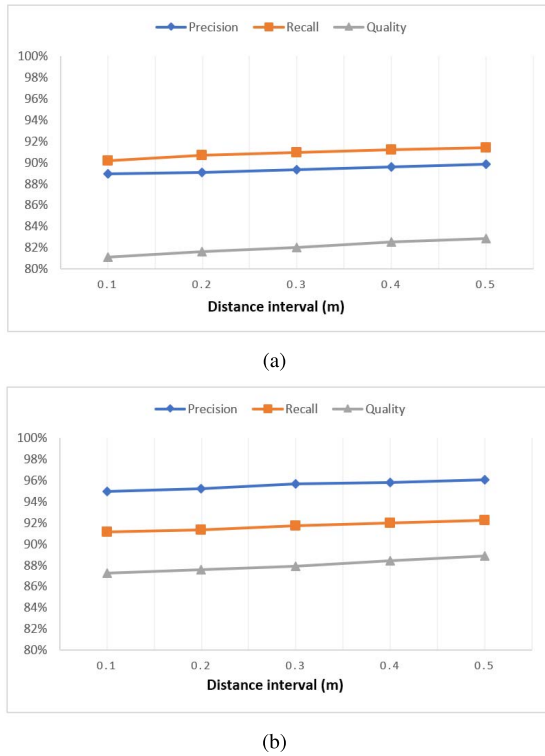 Precision Recall Quality
100%
98%
96%
94%
92%
90%
88%
86%
84%
82%
80%
0.1 0.2 0.3 0.4 0.5
Distance interval (m)
(a)
Precision Recall Quality
100%
98%
96%
94%
92%
90%
88%
86%
84%
82%
80%
0.1 0.2 0.3 0.4 0.5
Distance interval (m)
(b)